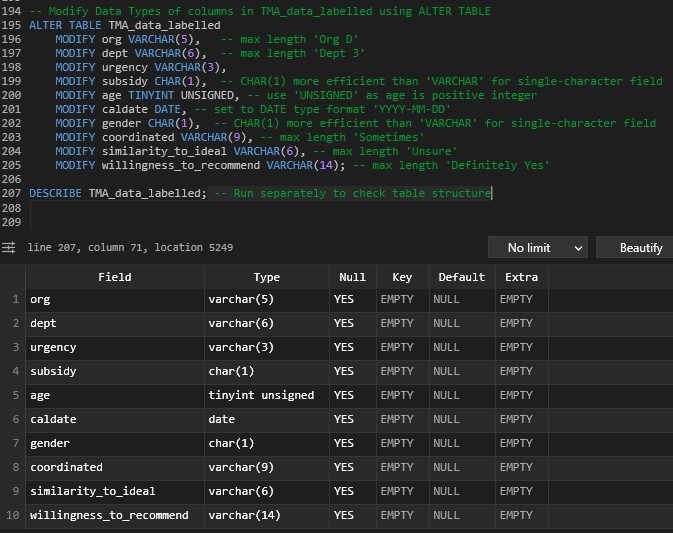 194 -- Modify Data Types of columns in TMA_data_labelled using ALTER TABLE
195 ALTER TABLE TMA_data_labelled
196     MODIFY org VARCHAR(5),   -- max length 'Org D'
197     MODIFY dept VARCHAR(6),  -- max length 'Dept 3'
198     MODIFY urgency VARCHAR(3),
199     MODIFY subsidy CHAR(1),  -- CHAR(1) more efficient than 'VARCHAR' for single-character field
200     MODIFY age TINYINT UNSIGNED, -- use 'UNSIGNED' as age is positive integer
201     MODIFY caldate DATE, -- set to DATE type format 'YYYY-MM-DD'
202     MODIFY gender CHAR(1),  -- CHAR(1) more efficient than 'VARCHAR' for single-character field
203     MODIFY coordinated VARCHAR(9), -- max length 'Sometimes'
204     MODIFY similarity_to_ideal VARCHAR(6), -- max length 'Unsure'
205     MODIFY willingness_to_recommend VARCHAR(14); -- max length 'Definitely Yes'
206
207 DESCRIBE TMA_data_labelled; -- Run separately to check table structure
208
209
line 207, column 71, location 5249 No limit Beautify
Field Type Null Key Default Extra
1 org varchar(5) YES EMPTY NULL EMPTY
2 dept varchar(6) YES EMPTY NULL EMPTY
3 urgency varchar(3) YES EMPTY NULL EMPTY
4 subsidy char(1) YES EMPTY NULL EMPTY
5 age tinyint unsigned YES EMPTY NULL EMPTY
6 caldate date YES EMPTY NULL EMPTY
7 gender char(1) YES EMPTY NULL EMPTY
8 coordinated varchar(9) YES EMPTY NULL EMPTY
9 similarity_to_ideal varchar(6) YES EMPTY NULL EMPTY
10 willingness_to_recommend varchar(14) YES EMPTY NULL EMPTY